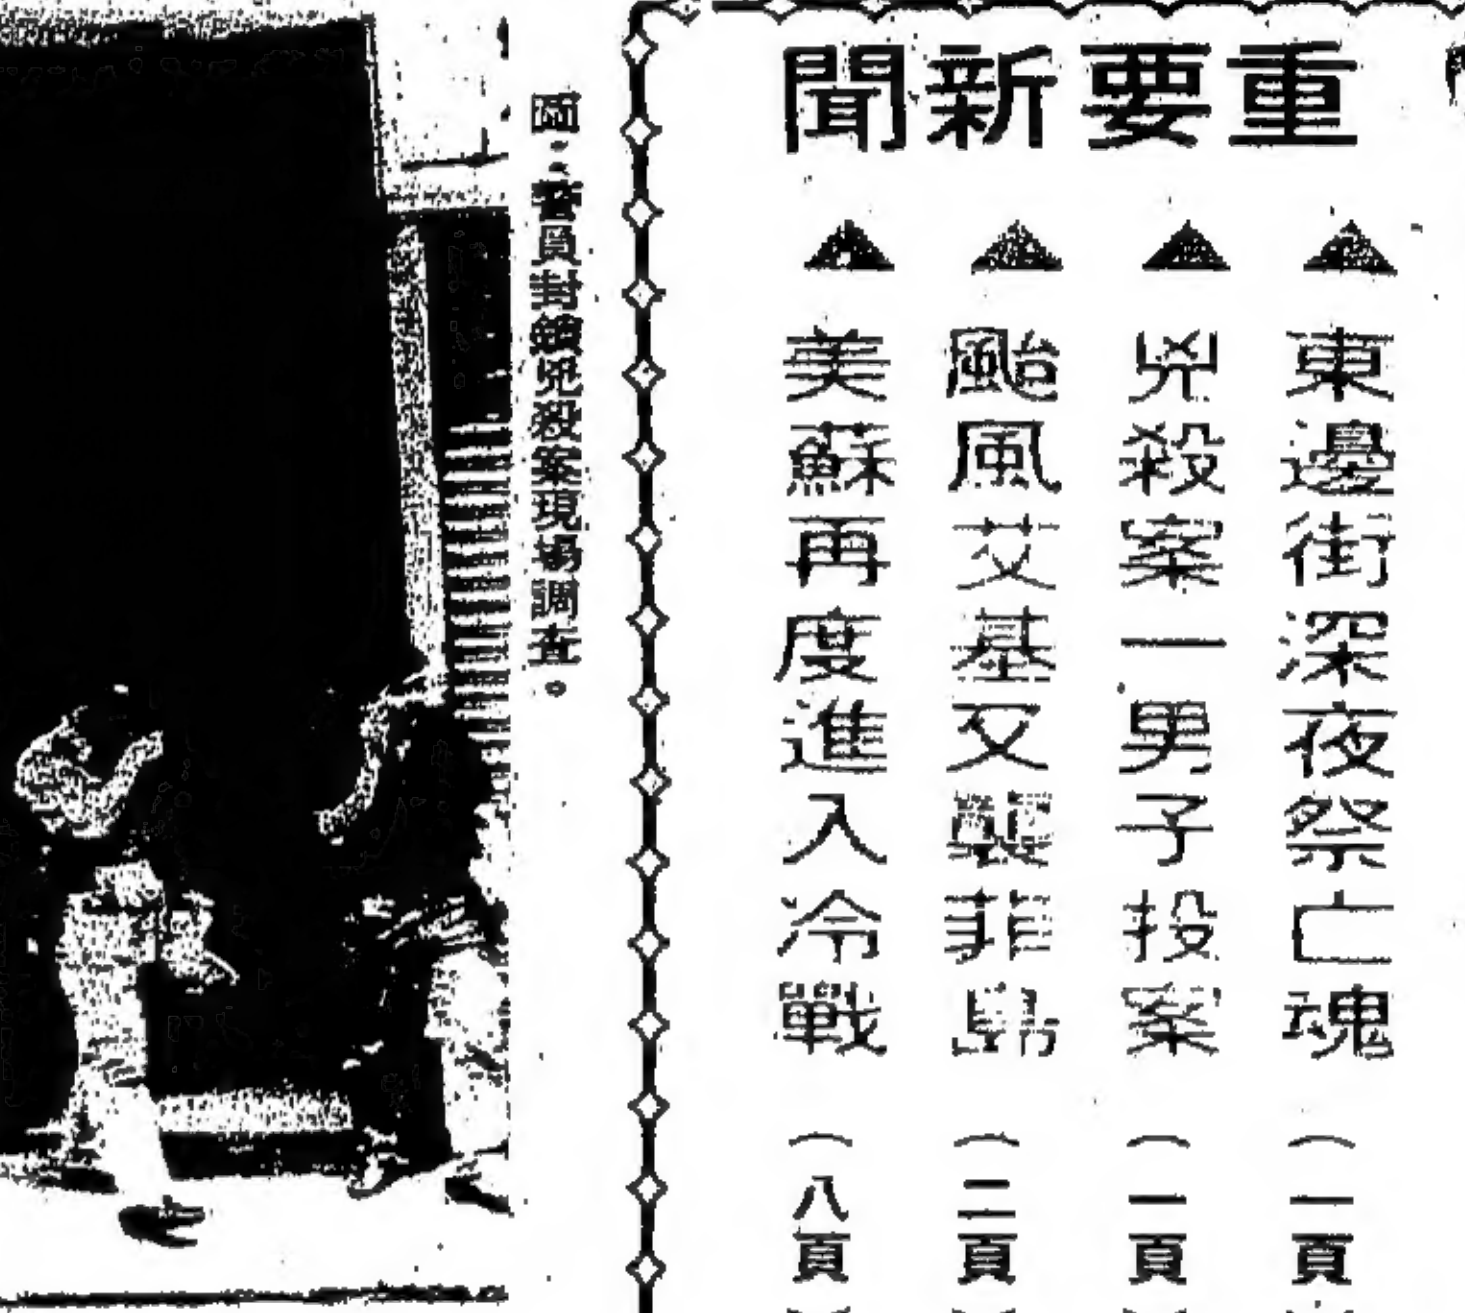 重要新聞
▲東邊街深夜祭亡魂（一頁
▲兇殺案一男子投案（一頁
▲颱風艾基又襲菲島（二頁
▲美蘇再度進入冷戰（八頁
圖：警員封鎖兇殺案現場調查。